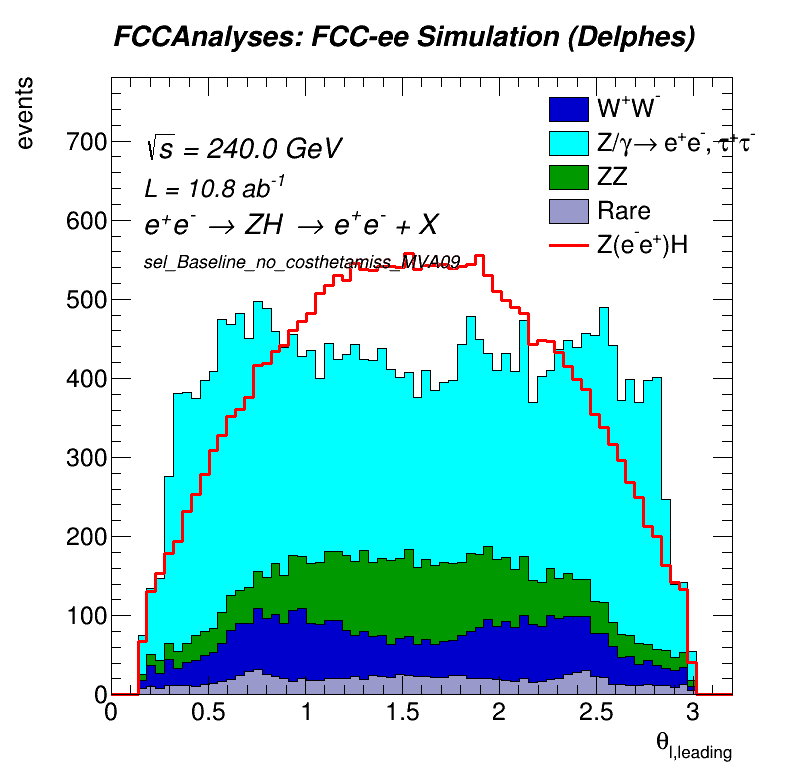 FCCAnalyses: FCC-ee Simulation (Delphes)
events
√s = 240.0 GeV
L = 10.8 ab⁻¹
e⁺e⁻ → ZH → e⁺e⁻ + X
sel_Baseline_no_costhetamiss_MVA09
W⁺W⁻
Z/γ→ e⁺e⁻, τ⁺τ⁻
ZZ
Rare
Z(e⁻e⁺)H
700
600
500
400
300
200
100
0
0 0.5 1 1.5 2 2.5 3
θl,leading